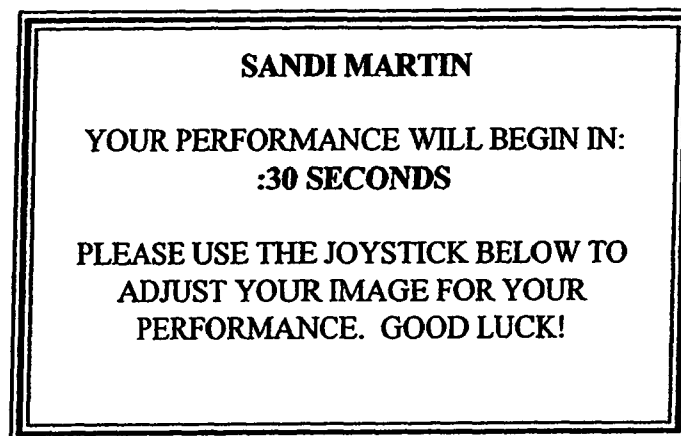 SANDI MARTIN
YOUR PERFORMANCE WILL BEGIN IN:
:30 SECONDS
PLEASE USE THE JOYSTICK BELOW TO
ADJUST YOUR IMAGE FOR YOUR
PERFORMANCE. GOOD LUCK!